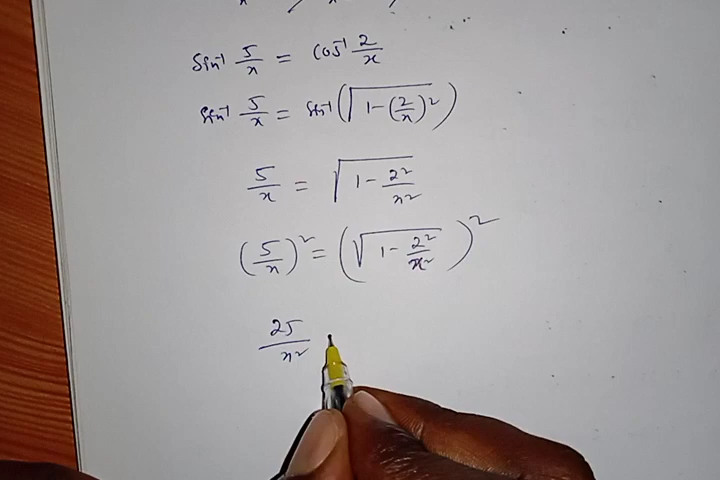 sin⁻¹ 5/x = cos⁻¹ 2/x
sin⁻¹ 5/x = sin⁻¹(√(1-(2/x)²))
5/x = √(1 - 2²/x²)
(5/x)² = (√(1 - 2²/x²))²
25/x²